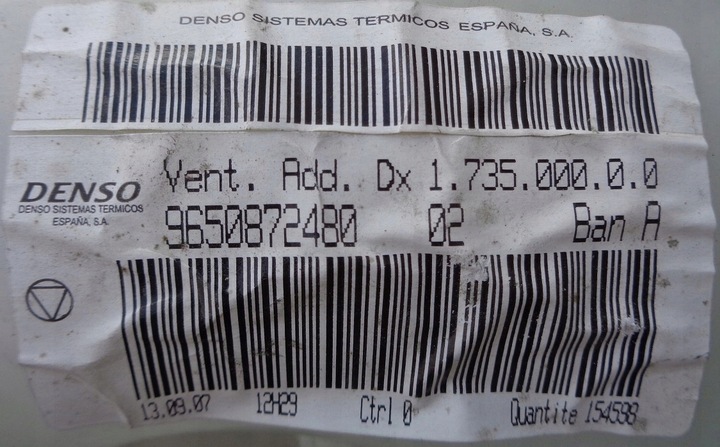 DENSO SISTEMAS TERMICOS ESPAÑA, S.A.
Vent. Add. Dx 1.735.000.0.0
DENSO
DENSO SISTEMAS TERMICOS
ESPAÑA, S.A.
9650872480 02 Ban A
13.09.07 12H29 Ctrl 0 Quantite 154598